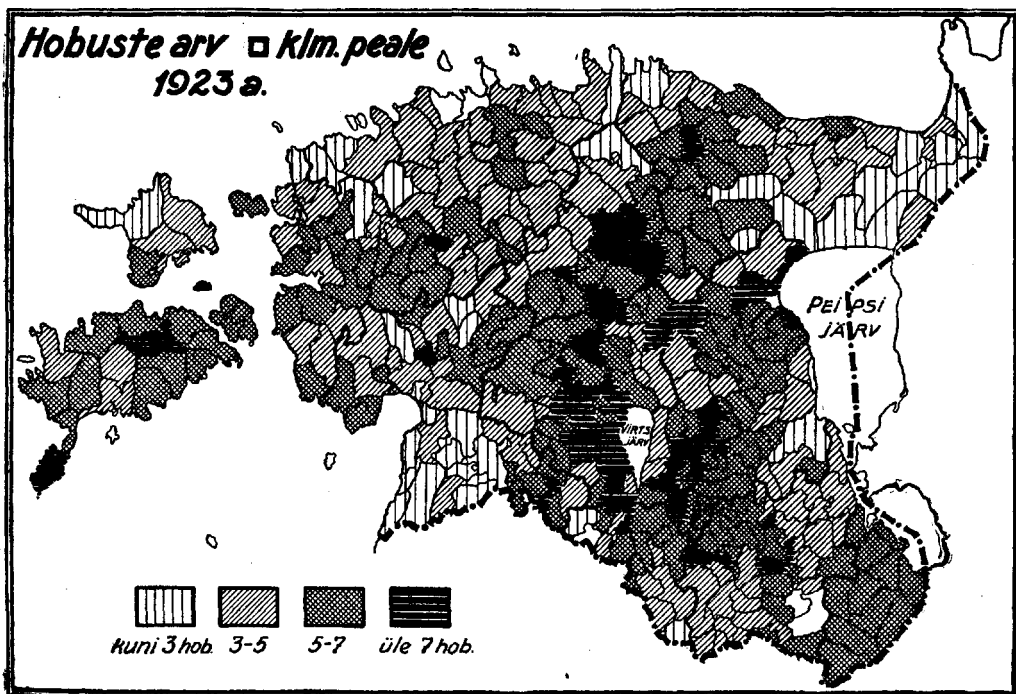 Hobuste arv □ klm. peale
1923 a.
PEIPSI
JÄRV
VIRTS
JÄRV
kuni 3 hob. 3-5 5-7 üle 7 hob.